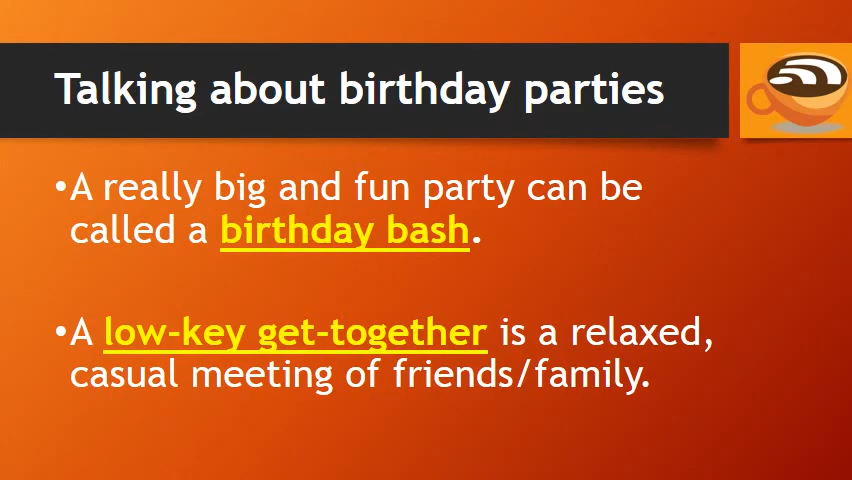 Talking about birthday parties
•A really big and fun party can be
called a birthday bash.
•A low-key get-together is a relaxed,
casual meeting of friends/family.